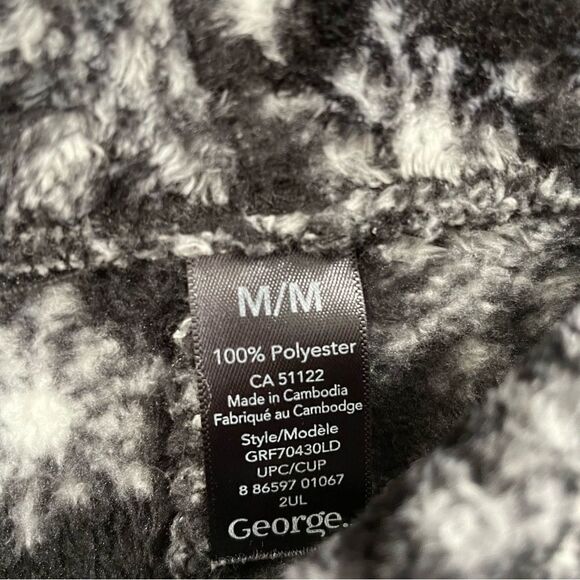 M/M
100% Polyester
CA 51122
Made in Cambodia
Fabriqué au Cambodge
Style/Modèle
GRF70430LD
UPC/CUP
8 86597 01067
2UL
George.